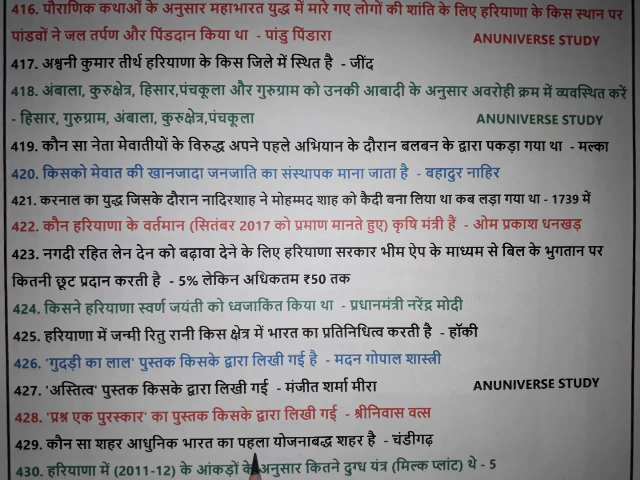 416. पौराणिक कथाओं के अनुसार महाभारत युद्ध में मारे गए लोगों की शांति के लिए हरियाणा के किस स्थान पर
पांडवों ने जल तर्पण और पिंडदान किया था - पांडु पिंडारा ANUNIVERSE STUDY
417. अश्वनी कुमार तीर्थ हरियाणा के किस जिले में स्थित है - जींद
418. अंबाला, कुरुक्षेत्र, हिसार,पंचकूला और गुरुग्राम को उनकी आबादी के अनुसार अवरोही क्रम में व्यवस्थित करें
- हिसार, गुरुग्राम, अंबाला, कुरुक्षेत्र,पंचकूला ANUNIVERSE STUDY
419. कौन सा नेता मेवातीयों के विरुद्ध अपने पहले अभियान के दौरान बलबन के द्वारा पकड़ा गया था - मल्का
420. किसको मेवात की खानजादा जनजाति का संस्थापक माना जाता है - बहादुर नाहिर
421. करनाल का युद्ध जिसके दौरान नादिरशाह ने मोहम्मद शाह को कैदी बना लिया था कब लड़ा गया था - 1739 में
422. कौन हरियाणा के वर्तमान (सितंबर 2017 को प्रमाण मानते हुए) कृषि मंत्री हैं - ओम प्रकाश धनखड़
423. नगदी रहित लेन देन को बढ़ावा देने के लिए हरियाणा सरकार भीम ऐप के माध्यम से बिल के भुगतान पर
कितनी छूट प्रदान करती है - 5% लेकिन अधिकतम ₹50 तक
424. किसने हरियाणा स्वर्ण जयंती को ध्वजांकित किया था - प्रधानमंत्री नरेंद्र मोदी
425. हरियाणा में जन्मी रितु रानी किस क्षेत्र में भारत का प्रतिनिधित्व करती है - हॉकी
426. 'गुदड़ी का लाल' पुस्तक किसके द्वारा लिखी गई है - मदन गोपाल शास्त्री
427. 'अस्तित्व' पुस्तक किसके द्वारा लिखी गई - मंजीत शर्मा मीरा ANUNIVERSE STUDY
428. 'प्रश्न एक पुरस्कार' का पुस्तक किसके द्वारा लिखी गई - श्रीनिवास वत्स
429. कौन सा शहर आधुनिक भारत का पहला योजनाबद्ध शहर है - चंडीगढ़
430. हरियाणा में (2011-12) के आंकड़ों के अनुसार कितने दुग्ध यंत्र (मिल्क प्लांट) थे - 5